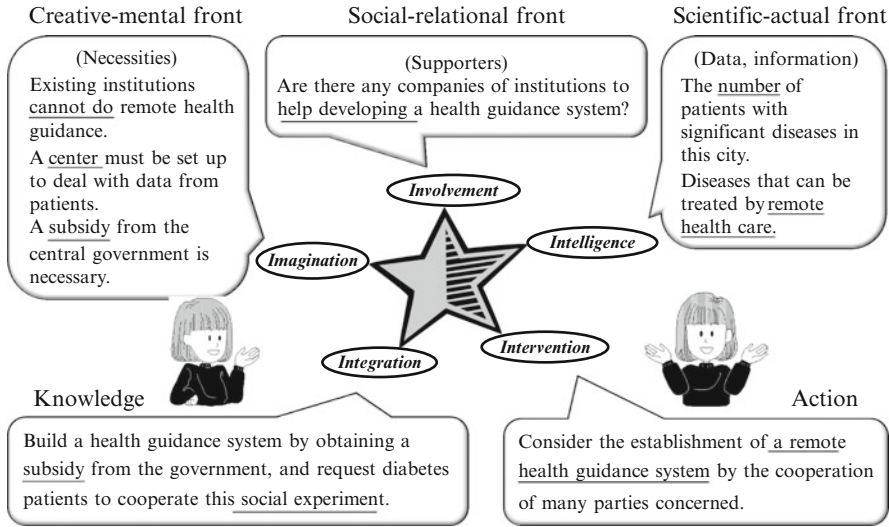 Creative-mental front
Social-relational front
Scientific-actual front
(Necessities)
Existing institutions
cannot do remote health
guidance.
A center must be set up
to deal with data from
patients.
A subsidy from the
central government is
necessary.
(Supporters)
Are there any companies of institutions to
help developing a health guidance system?
(Data, information)
The number of
patients with
significant diseases in
this city.
Diseases that can be
treated by remote
health care.
Involvement
Imagination
Intelligence
Integration
Intervention
Knowledge
Action
Build a health guidance system by obtaining a
subsidy from the government, and request diabetes
patients to cooperate this social experiment.
Consider the establishment of a remote
health guidance system by the cooperation
of many parties concerned.